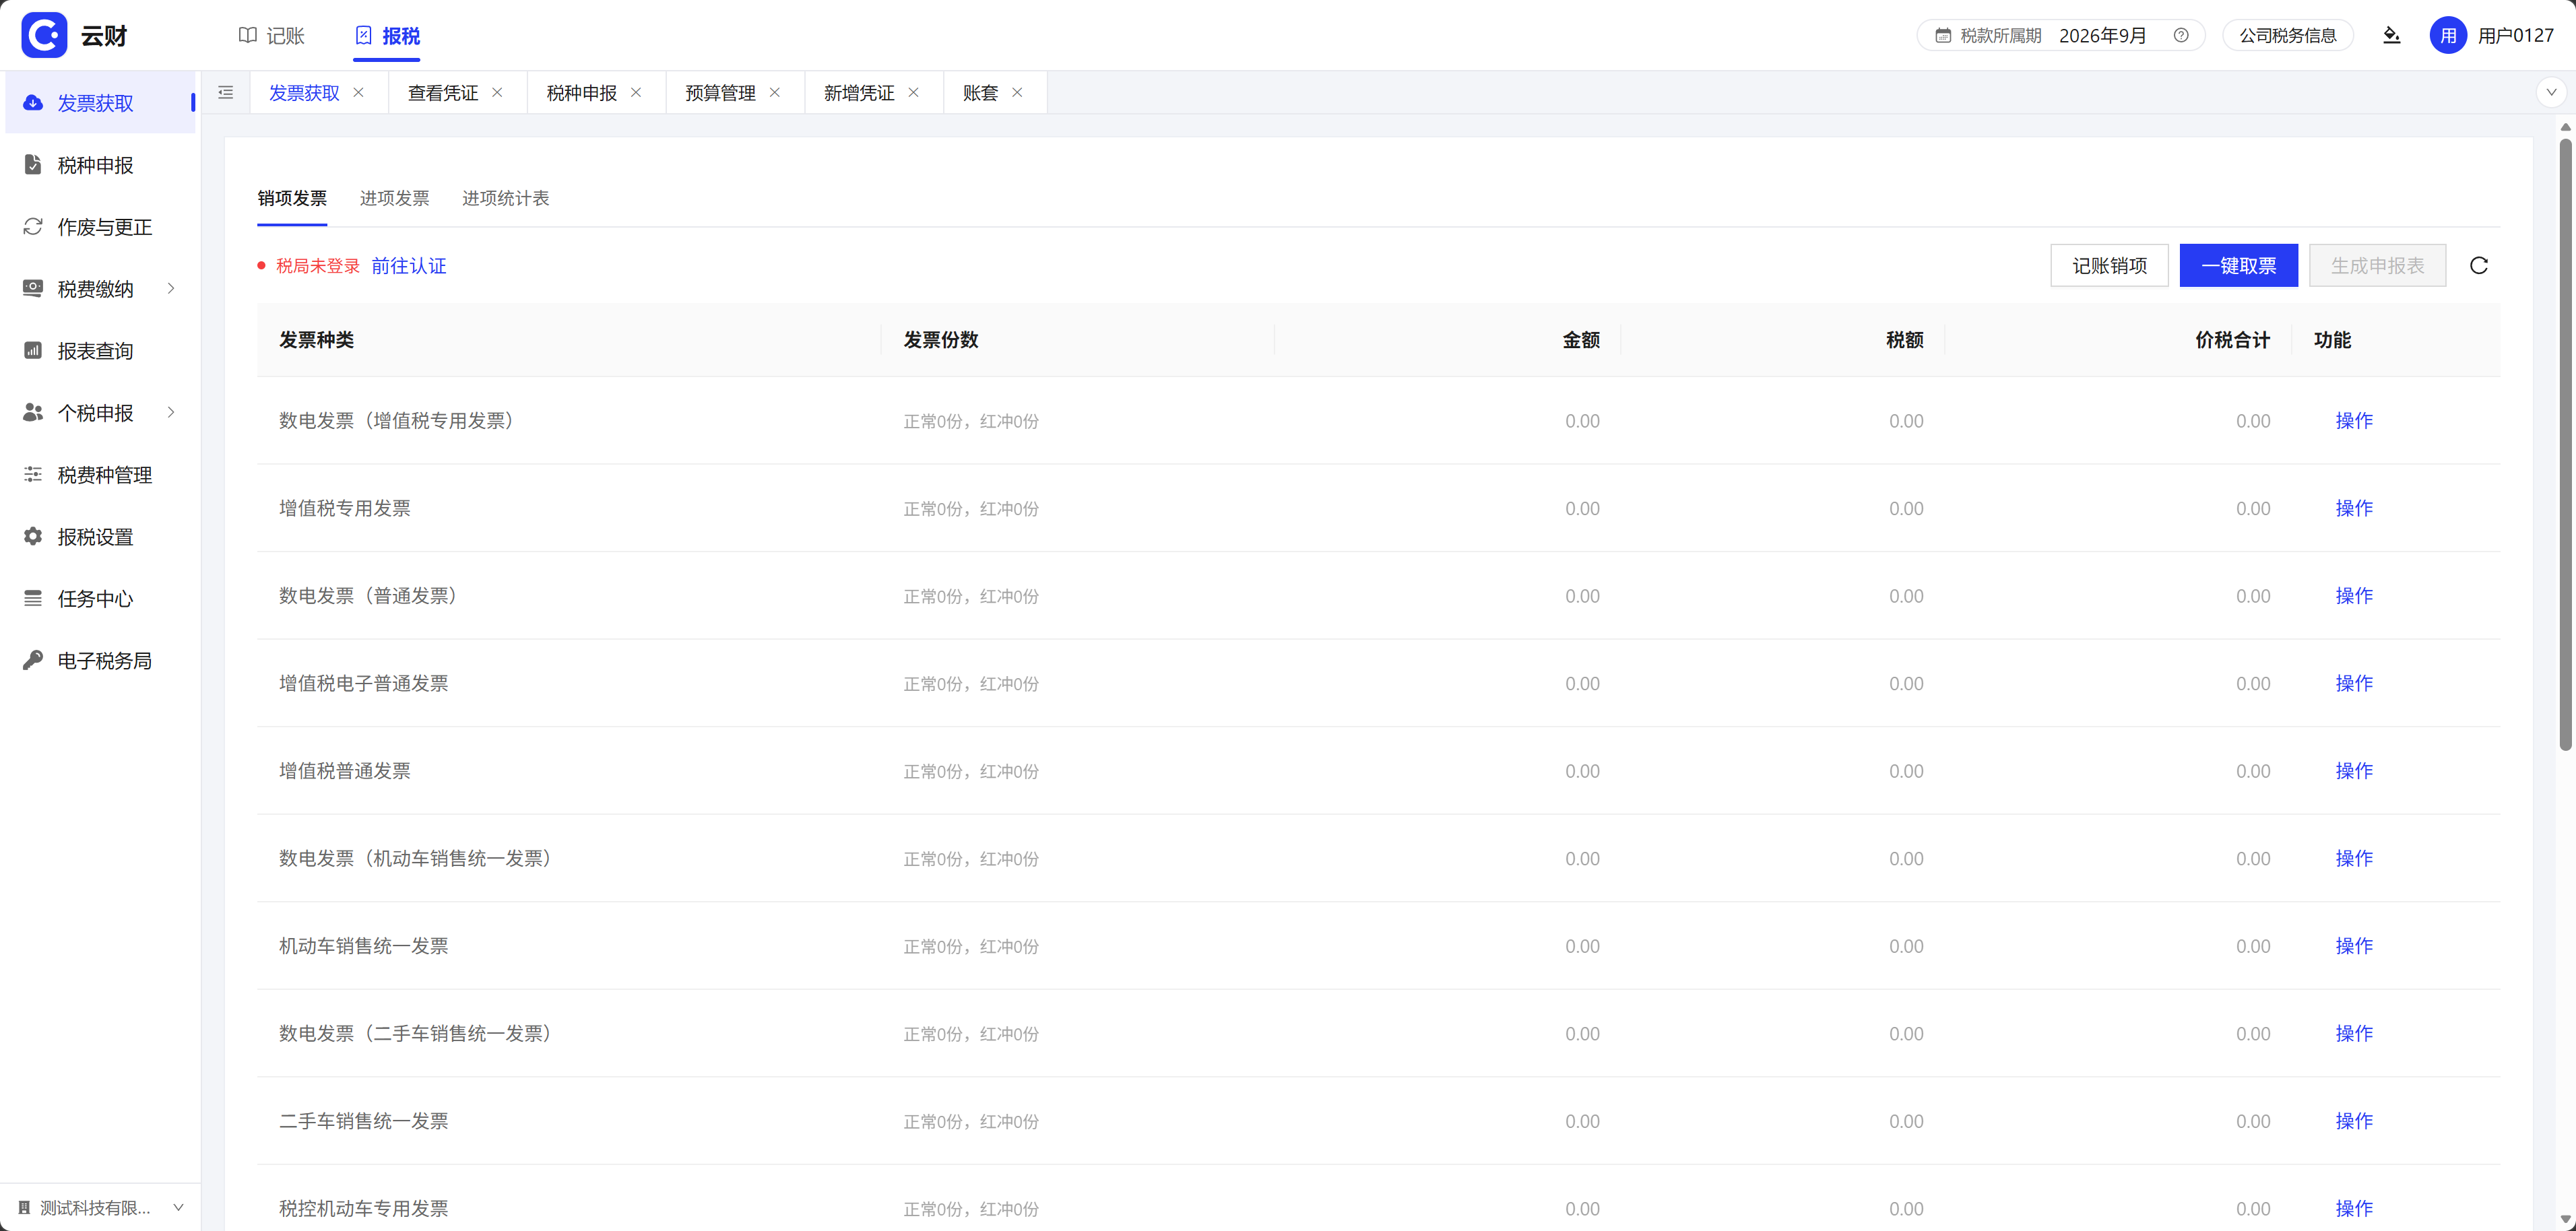 云财
记账
报税
税款所属期 2026年9月
公司税务信息
用
用户0127
发票获取
税种申报
作废与更正
税费缴纳
报表查询
个税申报
税费种管理
报税设置
任务中心
电子税务局
测试科技有限...
发票获取 查看凭证 税种申报 预算管理 新增凭证 账套
销项发票 进项发票 进项统计表
税局未登录 前往认证
记账销项 一键取票 生成申报表
发票种类 发票份数 金额 税额 价税合计 功能
数电发票（增值税专用发票） 正常0份，红冲0份 0.00 0.00 0.00 操作
增值税专用发票 正常0份，红冲0份 0.00 0.00 0.00 操作
数电发票（普通发票） 正常0份，红冲0份 0.00 0.00 0.00 操作
增值税电子普通发票 正常0份，红冲0份 0.00 0.00 0.00 操作
增值税普通发票 正常0份，红冲0份 0.00 0.00 0.00 操作
数电发票（机动车销售统一发票） 正常0份，红冲0份 0.00 0.00 0.00 操作
机动车销售统一发票 正常0份，红冲0份 0.00 0.00 0.00 操作
数电发票（二手车销售统一发票） 正常0份，红冲0份 0.00 0.00 0.00 操作
二手车销售统一发票 正常0份，红冲0份 0.00 0.00 0.00 操作
税控机动车专用发票 正常0份，红冲0份 0.00 0.00 0.00 操作